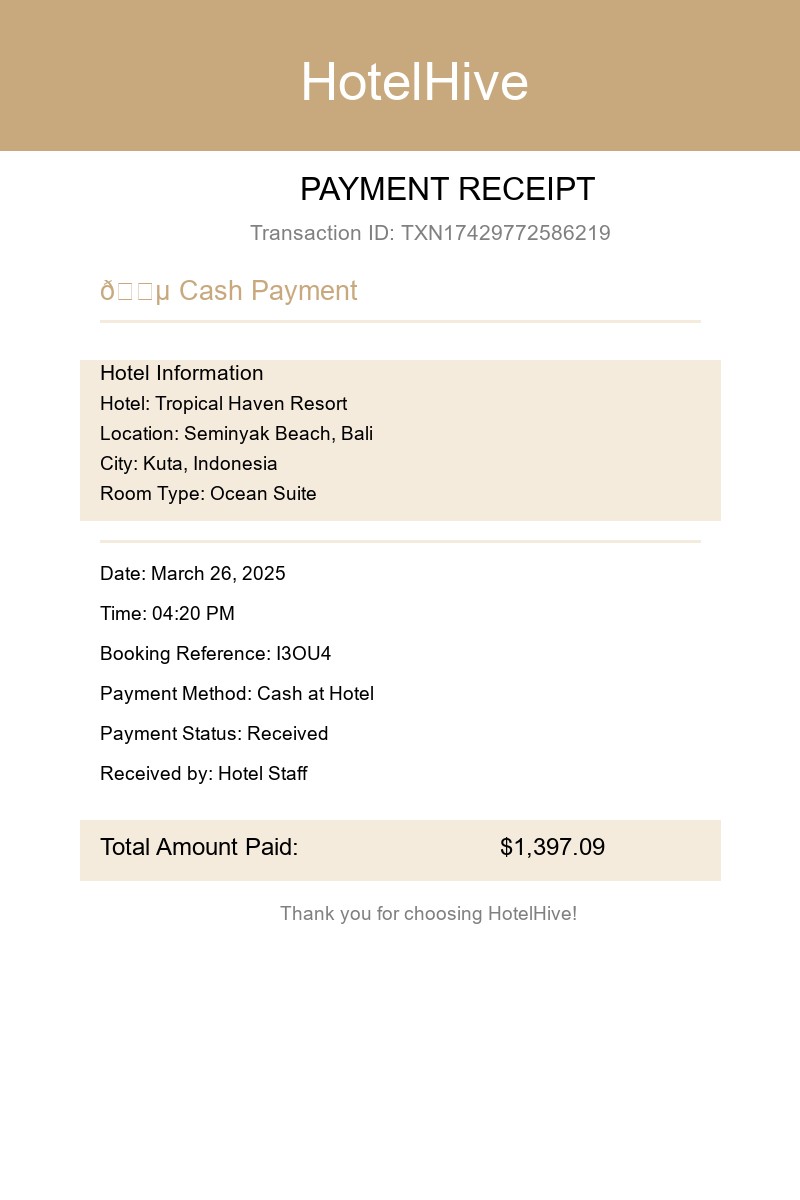 HotelHive
PAYMENT RECEIPT
Transaction ID: TXN17429772586219
ð□□µ Cash Payment
Hotel Information
Hotel: Tropical Haven Resort
Location: Seminyak Beach, Bali
City: Kuta, Indonesia
Room Type: Ocean Suite
Date: March 26, 2025
Time: 04:20 PM
Booking Reference: I3OU4
Payment Method: Cash at Hotel
Payment Status: Received
Received by: Hotel Staff
Total Amount Paid: $1,397.09
Thank you for choosing HotelHive!